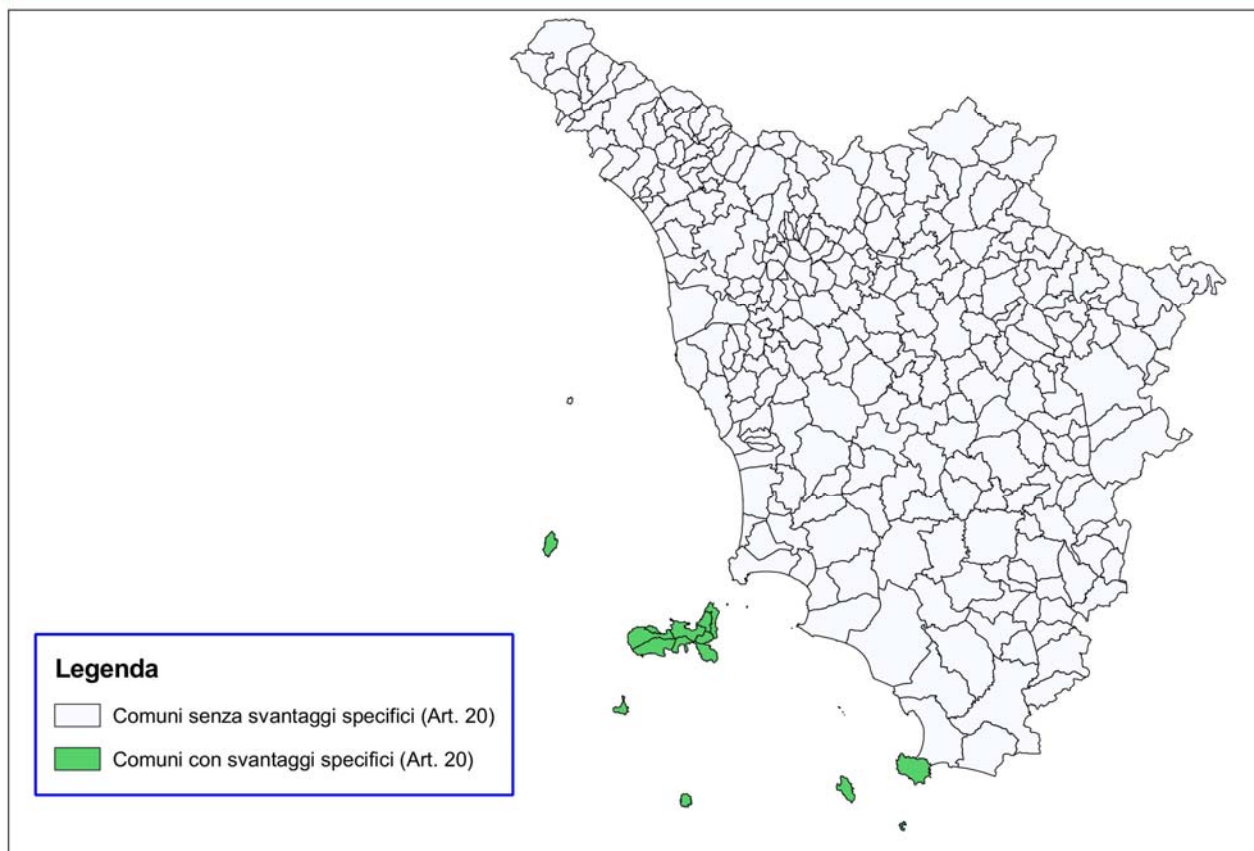 Legenda
Comuni senza svantaggi specifici (Art. 20)
Comuni con svantaggi specifici (Art. 20)